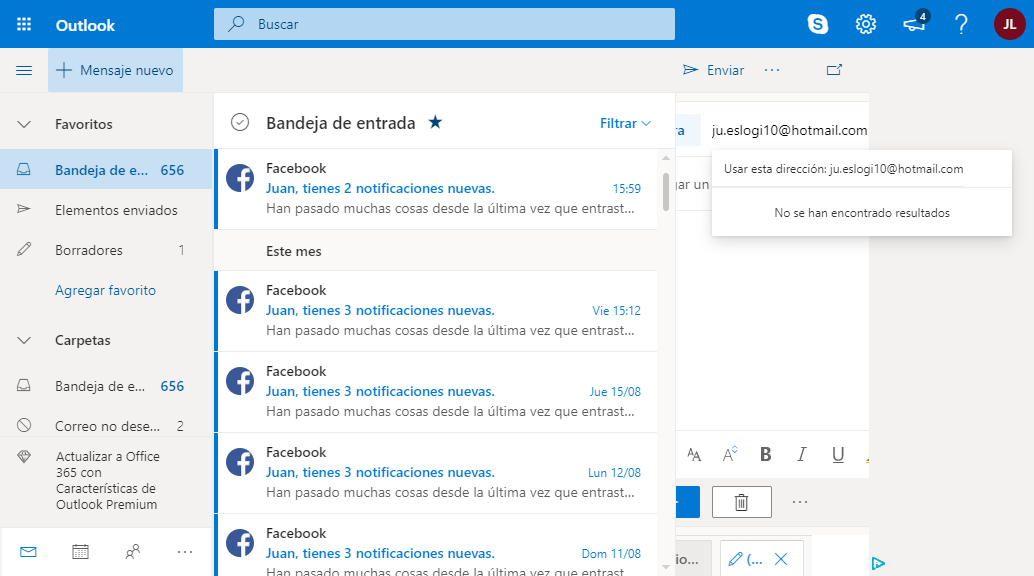 Outlook
Buscar
4
JL
Mensaje nuevo
Enviar
Favoritos
Bandeja de e... 656
Elementos enviados
Borradores 1
Agregar favorito
Carpetas
Bandeja de e... 656
Correo no dese... 2
Actualizar a Office
365 con
Características de
Outlook Premium
Bandeja de entrada
Filtrar
Facebook
Juan, tienes 2 notificaciones nuevas. 15:59
Han pasado muchas cosas desde la última vez que entrast...
Este mes
Facebook
Juan, tienes 3 notificaciones nuevas. Vie 15:12
Han pasado muchas cosas desde la última vez que entrast...
Facebook
Juan, tienes 3 notificaciones nuevas. Jue 15/08
Han pasado muchas cosas desde la última vez que entrast...
Facebook
Juan, tienes 3 notificaciones nuevas. Lun 12/08
Han pasado muchas cosas desde la última vez que entrast...
Facebook
Juan, tienes 3 notificaciones nuevas. Dom 11/08
Han pasado muchas cosas desde la última vez que entrast...
ra ju.eslogi10@hotmail.com
Usar esta dirección: ju.eslogi10@hotmail.com
gar un
No se han encontrado resultados
B I U
io... (...